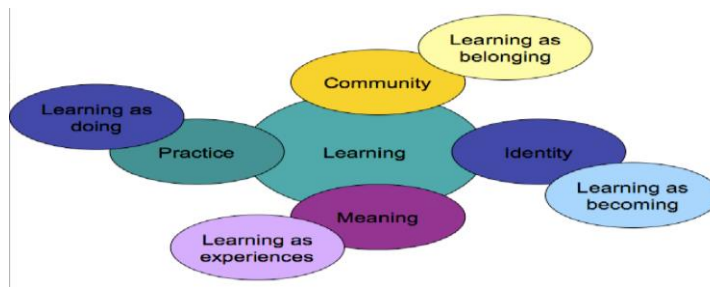 Learning as
belonging
Community
Learning as
doing
Practice
Learning
Identity
Learning as
becoming
Meaning
Learning as
experiences